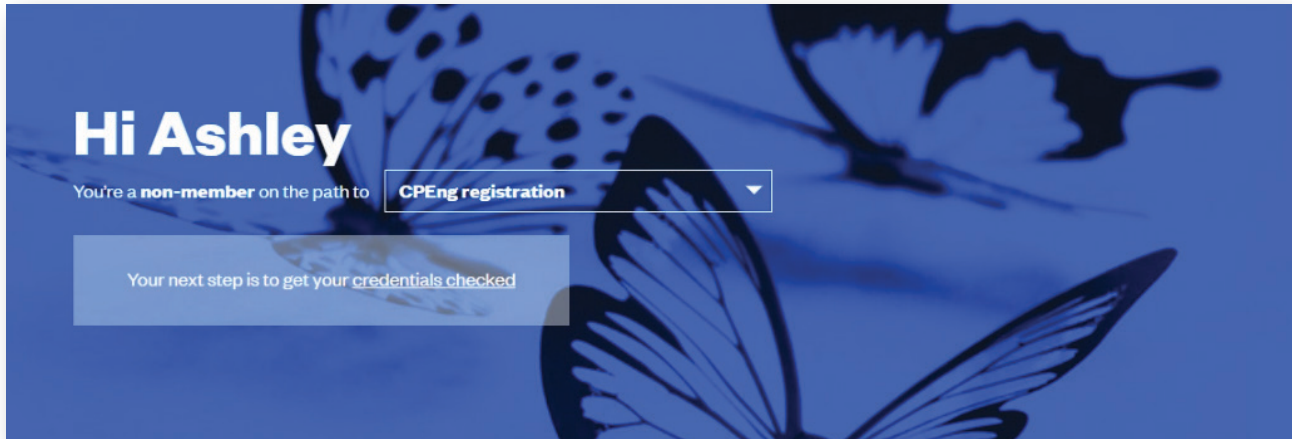 Hi Ashley
You're a non-member on the path to CPEng registration
Your next step is to get your credentials checked